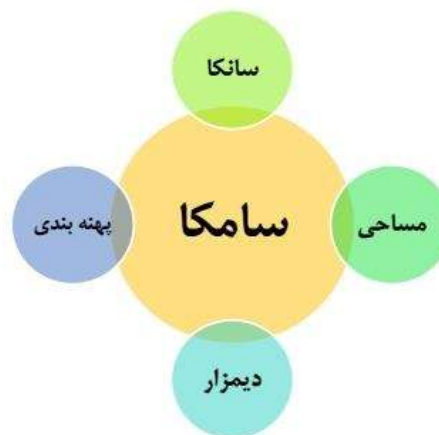 سانکا
مساحی
سامکا
پهنه بندی
دیمزار